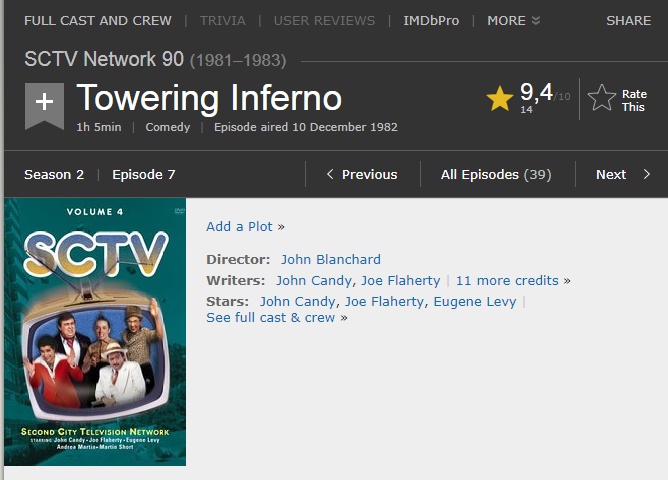 FULL CAST AND CREW | TRIVIA | USER REVIEWS | IMDbPro | MORE SHARE
SCTV Network 90 (1981–1983)
+ Towering Inferno
9,4/10
14
Rate This
1h 5min | Comedy | Episode aired 10 December 1982
Season 2 | Episode 7
Previous
All Episodes (39)
Next
VOLUME 4
DVD
SCTV
SECOND CITY TELEVISION NETWORK
STARRING John Candy • Joe Flaherty • Eugene Levy
Andrea Martin • Martin Short
Add a Plot »
Director: John Blanchard
Writers: John Candy, Joe Flaherty | 11 more credits »
Stars: John Candy, Joe Flaherty, Eugene Levy |
See full cast & crew »